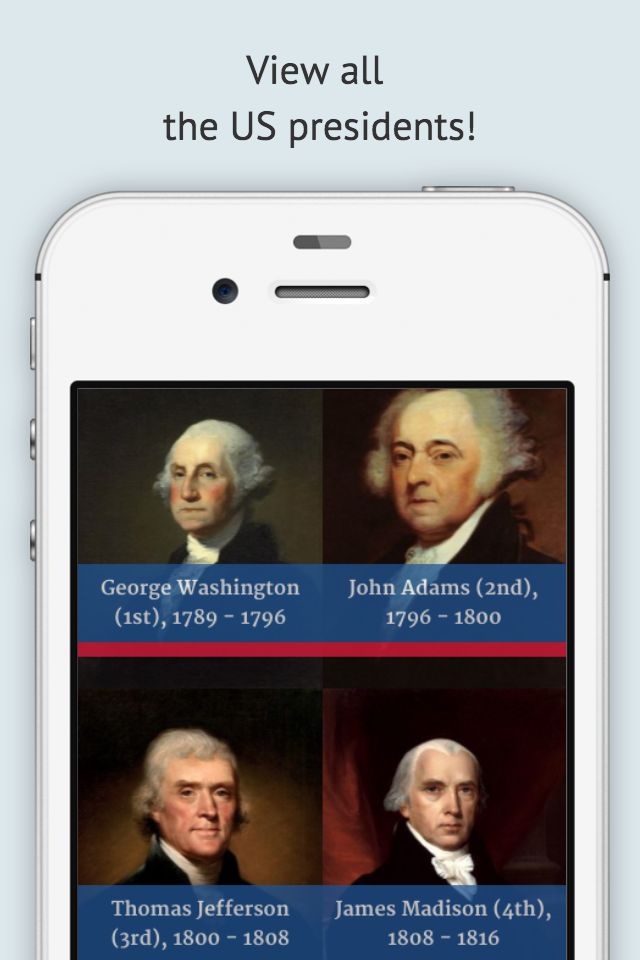 View all
the US presidents!
George Washington
(1st), 1789 - 1796
John Adams (2nd),
1796 - 1800
Thomas Jefferson
(3rd), 1800 - 1808
James Madison (4th),
1808 - 1816